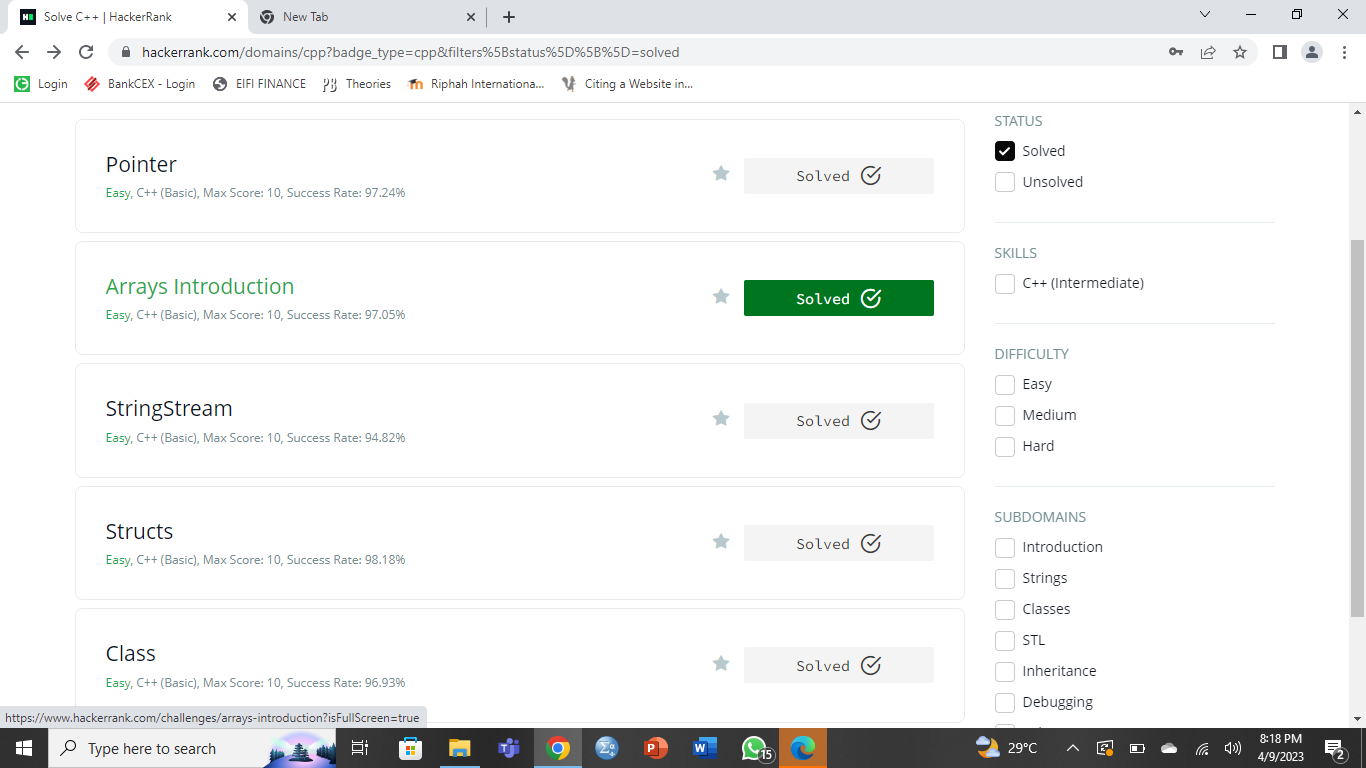 Solve C++ | HackerRank
New Tab
hackerrank.com/domains/cpp?badge_type=cpp&filters%5Bstatus%5D%5B%5D=solved
Login
BankCEX - Login
EIFI FINANCE
Theories
Riphah Internationa...
Citing a Website in...
Pointer
Easy, C++ (Basic), Max Score: 10, Success Rate: 97.24%
Solved
Arrays Introduction
Easy, C++ (Basic), Max Score: 10, Success Rate: 97.05%
Solved
StringStream
Easy, C++ (Basic), Max Score: 10, Success Rate: 94.82%
Solved
Structs
Easy, C++ (Basic), Max Score: 10, Success Rate: 98.18%
Solved
Class
Easy, C++ (Basic), Max Score: 10, Success Rate: 96.93%
Solved
STATUS
Solved
Unsolved
SKILLS
C++ (Intermediate)
DIFFICULTY
Easy
Medium
Hard
SUBDOMAINS
Introduction
Strings
Classes
STL
Inheritance
Debugging
https://www.hackerrank.com/challenges/arrays-introduction?isFullScreen=true
Type here to search
15
29°C
8:18 PM
4/9/2023
2